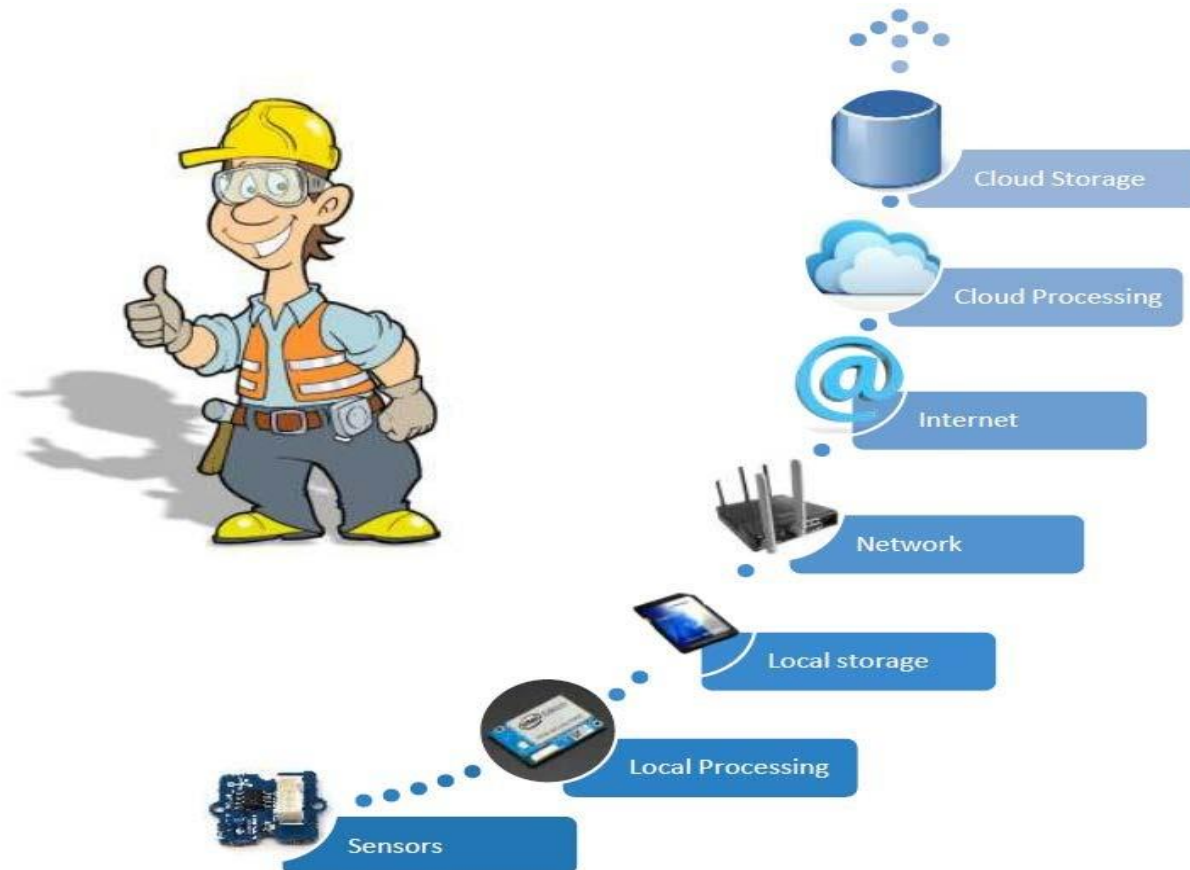 Cloud Storage
Cloud Processing
Internet
Network
Local storage
Local Processing
Sensors